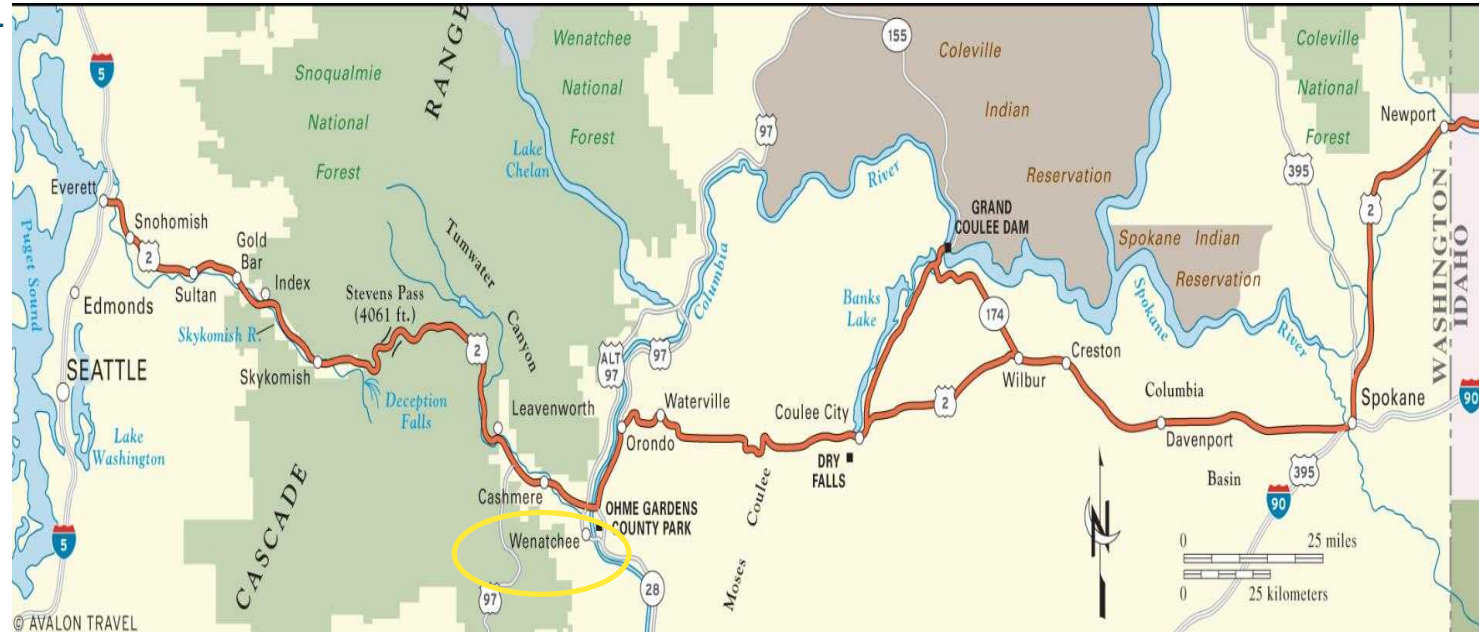 5
Snoqualmie
National
Forest
RANGE
Wenatchee
National
Forest
Lake
Chelan
97
155
Coleville
Indian
Reservation
Coleville
National
Forest
Newport
395
2
WASHINGTON
IDAHO
Everett
Snohomish
2
Sultan
Gold
Bar
Index
Puget Sound
Edmonds
Skykomish R.
Stevens Pass
(4061 ft.)
Tumwater
Canyon
2
Columbia
River
GRAND
COULEE DAM
Spokane Indian
Reservation
Banks
Lake
Spokane
River
174
SEATTLE
Skykomish
Deception
Falls
Lake
Washington
Leavenworth
ALT
97
97
Waterville
Orondo
Coulee City
2
Wilbur
Creston
Columbia
Basin
Davenport
Spokane
90
395
90
DRY
FALLS
Moses Coulee
Cashmere
OHME GARDENS
COUNTY PARK
Wenatchee
CASCADE
5
97
28
N
0 25 miles
0 25 kilometers
© AVALON TRAVEL